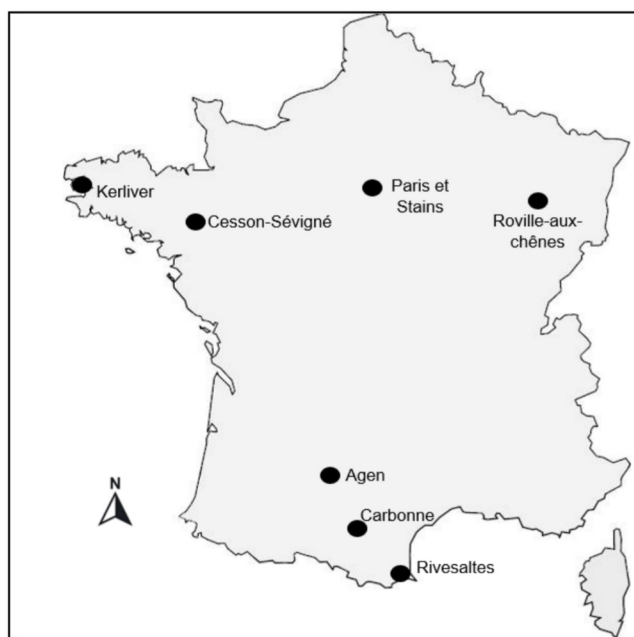 Kerliver
Cesson-Sévigné
Paris et
Stains
Roville-aux-
chênes
Agen
N
Carbonne
Rivesaltes